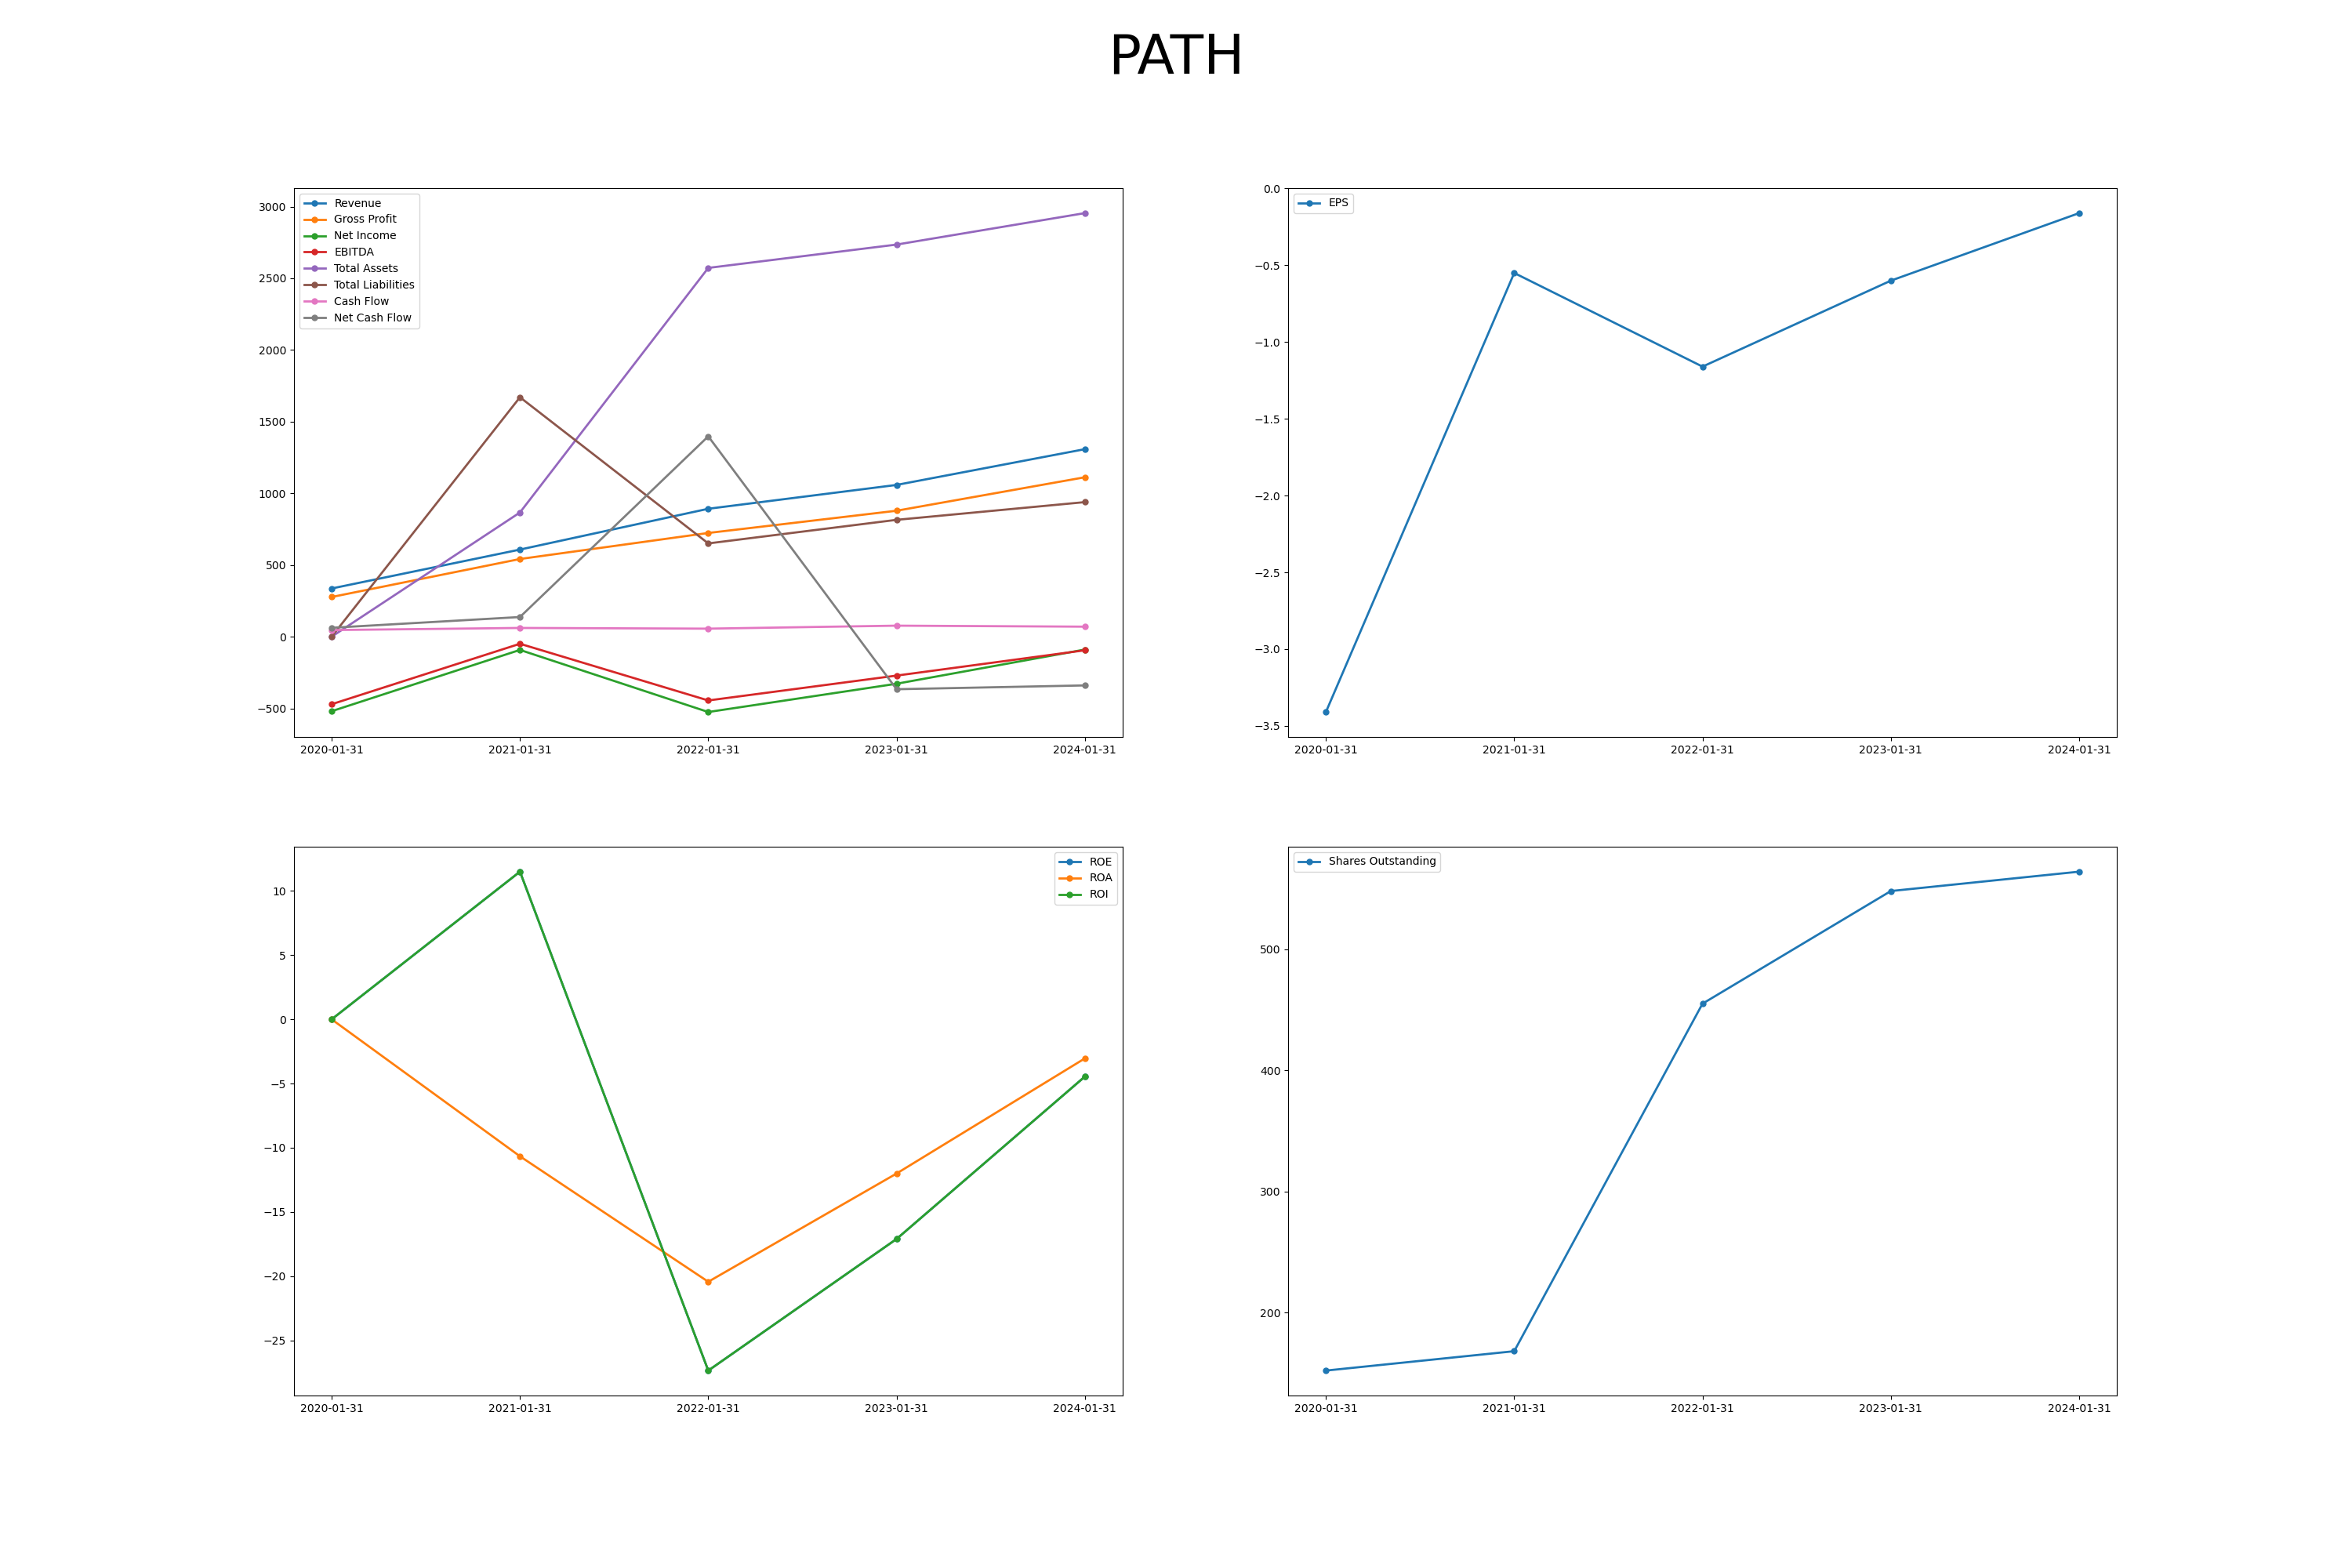 PATH
Revenue
Gross Profit
Net Income
EBITDA
Total Assets
Total Liabilities
Cash Flow
Net Cash Flow
3000
2500
2000
1500
1000
500
0
−500
2020-01-31 2021-01-31 2022-01-31 2023-01-31 2024-01-31
EPS
0.0
−0.5
−1.0
−1.5
−2.0
−2.5
−3.0
−3.5
2020-01-31 2021-01-31 2022-01-31 2023-01-31 2024-01-31
ROE
ROA
ROI
10
5
0
−5
−10
−15
−20
−25
2020-01-31 2021-01-31 2022-01-31 2023-01-31 2024-01-31
Shares Outstanding
500
400
300
200
2020-01-31 2021-01-31 2022-01-31 2023-01-31 2024-01-31